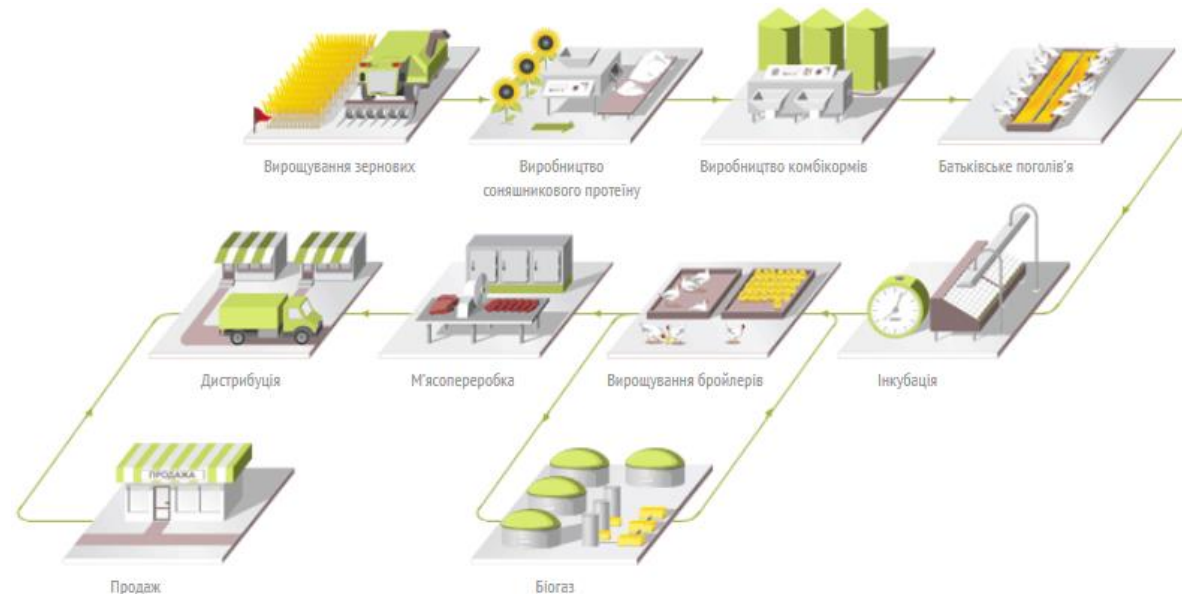 Вирощування зернових
Виробництво
соняшникового протеїну
Виробництво комбікормів
Батьківське поголів'я
Дистрибуція
М'ясопереробка
Вирощування бройлерів
Інкубація
ПРОДАЖА
Продаж
Біогаз